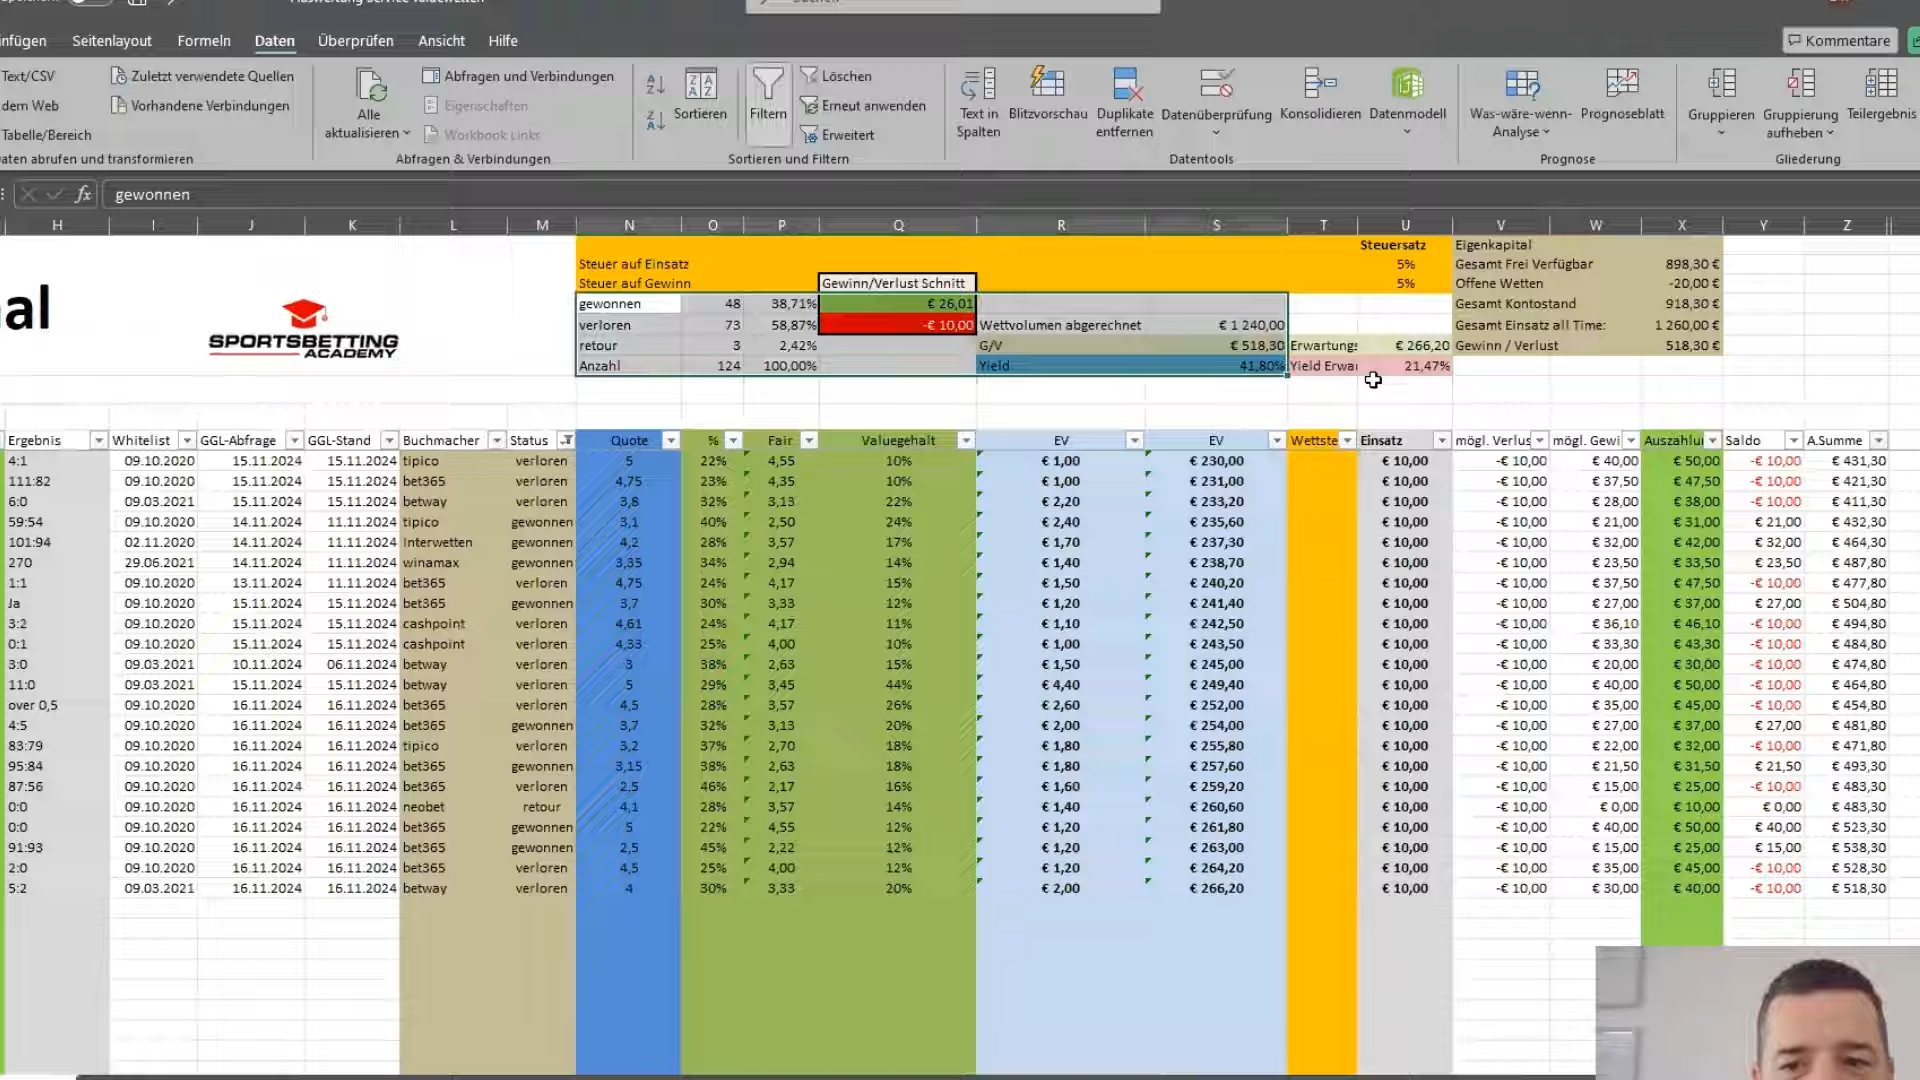 nfügen Seitenlayout Formeln Daten Überprüfen Ansicht Hilfe Kommentare
Text/CSV Zuletzt verwendete Quellen Abfragen und Verbindungen Löschen
dem Web Vorhandene Verbindungen Alle aktualisieren Eigenschaften Sortieren Filtern Erneut anwenden Text in Spalten Blitzvorschau Duplikate entfernen Datenüberprüfung Konsolidieren Datenmodell Was-wäre-wenn-Analyse Prognoseblatt Gruppieren Gruppierung aufheben Teilergebnis
Tabelle/Bereich Workbook Links Erweitert
aten abrufen und transformieren Abfragen & Verbindungen Sortieren und Filtern Datentools Prognose Gliederung
fx gewonnen
H I J K L M N O P Q R S T U V W X Y Z
Steuersatz Eigenkapital
Steuer auf Einsatz 5% Gesamt Frei Verfügbar 898,30 €
Steuer auf Gewinn Gewinn/Verlust Schnitt 5% Offene Wetten -20,00 €
al gewonnen 48 38,71% € 26,01 Gesamt Kontostand 918,30 €
SPORTSBETTING verloren 73 58,87% -€ 10,00 Wettvolumen abgerechnet € 1 240,00 Gesamt Einsatz all Time: 1 260,00 €
ACADEMY retour 3 2,42% G/V € 518,30 Erwartungs € 266,20 Gewinn / Verlust 518,30 €
Anzahl 124 100,00% Yield 41,80% Yield Erwar 21,47%
Ergebnis Whitelist GGL-Abfrage GGL-Stand Buchmacher Status Quote % Fair Valuegehalt EV EV Wettste Einsatz mögl. Verlus mögl. Gewi Auszahlu Saldo A.Summe
4:1 09.10.2020 15.11.2024 15.11.2024 tipico verloren 5 22% 4,55 10% € 1,00 € 230,00 € 10,00 -€ 10,00 € 40,00 € 50,00 -€ 10,00 € 431,30
111:82 09.10.2020 15.11.2024 15.11.2024 bet365 verloren 4,75 23% 4,35 10% € 1,00 € 231,00 € 10,00 -€ 10,00 € 37,50 € 47,50 -€ 10,00 € 421,30
6:0 09.03.2021 15.11.2024 15.11.2024 betway verloren 3,8 32% 3,13 22% € 2,20 € 233,20 € 10,00 -€ 10,00 € 28,00 € 38,00 -€ 10,00 € 411,30
59:54 09.10.2020 14.11.2024 11.11.2024 tipico gewonnen 3,1 40% 2,50 24% € 2,40 € 235,60 € 10,00 -€ 10,00 € 21,00 € 31,00 € 21,00 € 432,30
101:94 02.11.2020 14.11.2024 11.11.2024 Interwetten gewonnen 4,2 28% 3,57 17% € 1,70 € 237,30 € 10,00 -€ 10,00 € 32,00 € 42,00 € 32,00 € 464,30
270 29.06.2021 14.11.2024 11.11.2024 winamax gewonnen 3,35 34% 2,94 14% € 1,40 € 238,70 € 10,00 -€ 10,00 € 23,50 € 33,50 € 23,50 € 487,80
1:1 09.10.2020 13.11.2024 11.11.2024 bet365 verloren 4,75 24% 4,17 15% € 1,50 € 240,20 € 10,00 -€ 10,00 € 37,50 € 47,50 -€ 10,00 € 477,80
Ja 09.10.2020 15.11.2024 15.11.2024 bet365 gewonnen 3,7 30% 3,33 12% € 1,20 € 241,40 € 10,00 -€ 10,00 € 27,00 € 37,00 € 27,00 € 504,80
3:2 09.10.2020 15.11.2024 15.11.2024 cashpoint verloren 4,61 24% 4,17 11% € 1,10 € 242,50 € 10,00 -€ 10,00 € 36,10 € 46,10 -€ 10,00 € 494,80
0:1 09.10.2020 15.11.2024 15.11.2024 cashpoint verloren 4,33 25% 4,00 10% € 1,00 € 243,50 € 10,00 -€ 10,00 € 33,30 € 43,30 -€ 10,00 € 484,80
3:0 09.03.2021 10.11.2024 06.11.2024 betway verloren 3 38% 2,63 15% € 1,50 € 245,00 € 10,00 -€ 10,00 € 20,00 € 30,00 -€ 10,00 € 474,80
11:0 09.03.2021 15.11.2024 15.11.2024 betway verloren 5 29% 3,45 44% € 4,40 € 249,40 € 10,00 -€ 10,00 € 40,00 € 50,00 -€ 10,00 € 464,80
over 0,5 09.10.2020 16.11.2024 16.11.2024 bet365 verloren 4,5 28% 3,57 26% € 2,60 € 252,00 € 10,00 -€ 10,00 € 35,00 € 45,00 -€ 10,00 € 454,80
4:5 09.10.2020 16.11.2024 16.11.2024 bet365 gewonnen 3,7 32% 3,13 20% € 2,00 € 254,00 € 10,00 -€ 10,00 € 27,00 € 37,00 € 27,00 € 481,80
83:79 09.10.2020 16.11.2024 16.11.2024 tipico verloren 3,2 37% 2,70 18% € 1,80 € 255,80 € 10,00 -€ 10,00 € 22,00 € 32,00 -€ 10,00 € 471,80
95:84 09.10.2020 16.11.2024 16.11.2024 bet365 gewonnen 3,15 38% 2,63 18% € 1,80 € 257,60 € 10,00 -€ 10,00 € 21,50 € 31,50 € 21,50 € 493,30
87:56 09.10.2020 16.11.2024 16.11.2024 bet365 verloren 2,5 46% 2,17 16% € 1,60 € 259,20 € 10,00 -€ 10,00 € 15,00 € 25,00 -€ 10,00 € 483,30
0:0 09.10.2020 16.11.2024 16.11.2024 neobet retour 4,1 28% 3,57 14% € 1,40 € 260,60 € 10,00 -€ 10,00 € 0,00 € 10,00 € 0,00 € 483,30
0:0 09.10.2020 16.11.2024 16.11.2024 bet365 gewonnen 5 22% 4,55 12% € 1,20 € 261,80 € 10,00 -€ 10,00 € 40,00 € 50,00 € 40,00 € 523,30
91:93 09.10.2020 16.11.2024 16.11.2024 bet365 gewonnen 2,5 45% 2,22 12% € 1,20 € 263,00 € 10,00 -€ 10,00 € 15,00 € 25,00 € 15,00 € 538,30
2:0 09.10.2020 16.11.2024 16.11.2024 bet365 verloren 4,5 25% 4,00 12% € 1,20 € 264,20 € 10,00 -€ 10,00 € 35,00 € 45,00 -€ 10,00 € 528,30
5:2 09.03.2021 16.11.2024 16.11.2024 betway verloren 4 30% 3,33 20% € 2,00 € 266,20 € 10,00 -€ 10,00 € 30,00 € 40,00 -€ 10,00 € 518,30